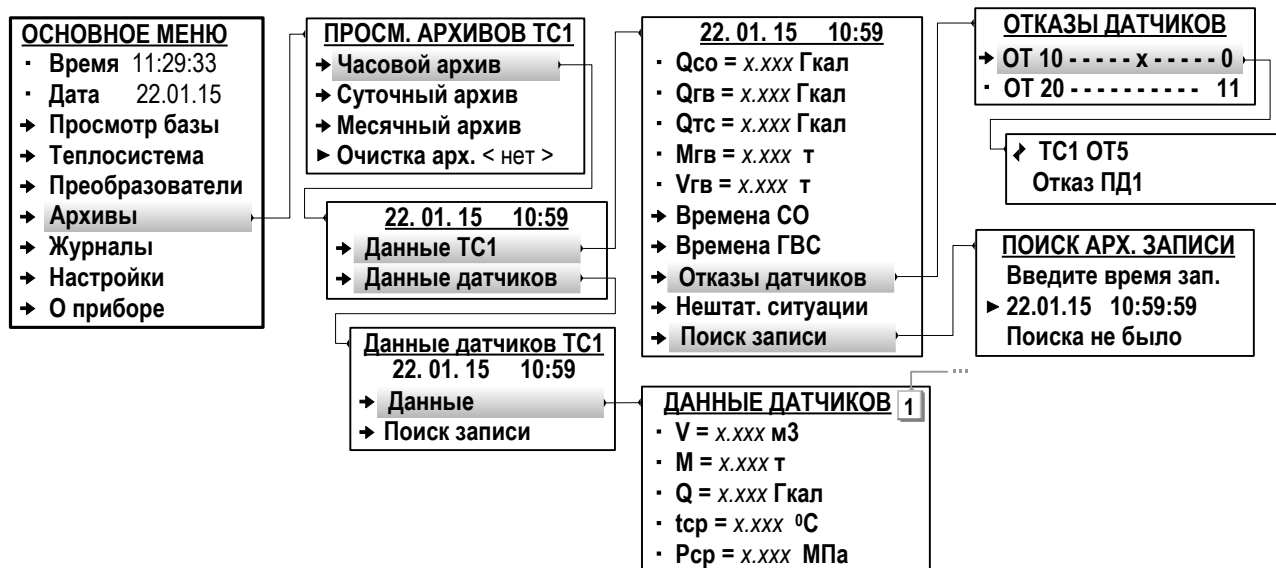 ОСНОВНОЕ МЕНЮ
· Время 11:29:33
· Дата 22.01.15
➔ Просмотр базы
➔ Теплосистема
➔ Преобразователи
➔ Архивы
➔ Журналы
➔ Настройки
➔ О приборе
ПРОСМ. АРХИВОВ ТС1
➔ Часовой архив
➔ Суточный архив
➔ Месячный архив
► Очистка арх. < нет >
22. 01. 15 10:59
➔ Данные ТС1
➔ Данные датчиков
Данные датчиков ТС1
22. 01. 15 10:59
➔ Данные
➔ Поиск записи
22. 01. 15 10:59
· Qсо = x.xxx Гкал
· Qгв = x.xxx Гкал
· Qтс = x.xxx Гкал
· Mгв = x.xxx т
· Vгв = x.xxx т
➔ Времена СО
➔ Времена ГВС
➔ Отказы датчиков
➔ Нештат. ситуации
➔ Поиск записи
ДАННЫЕ ДАТЧИКОВ 1
· V = x.xxx м3
· M = x.xxx т
· Q = x.xxx Гкал
· tср = x.xxx ⁰С
· Pср = x.xxx МПа
ОТКАЗЫ ДАТЧИКОВ
➔ ОТ 10 - - - - - x - - - - - 0
· ОТ 20 - - - - - - - - - - 11
ТС1 ОТ5
Отказ ПД1
ПОИСК АРХ. ЗАПИСИ
Введите время зап.
► 22.01.15 10:59:59
Поиска не было